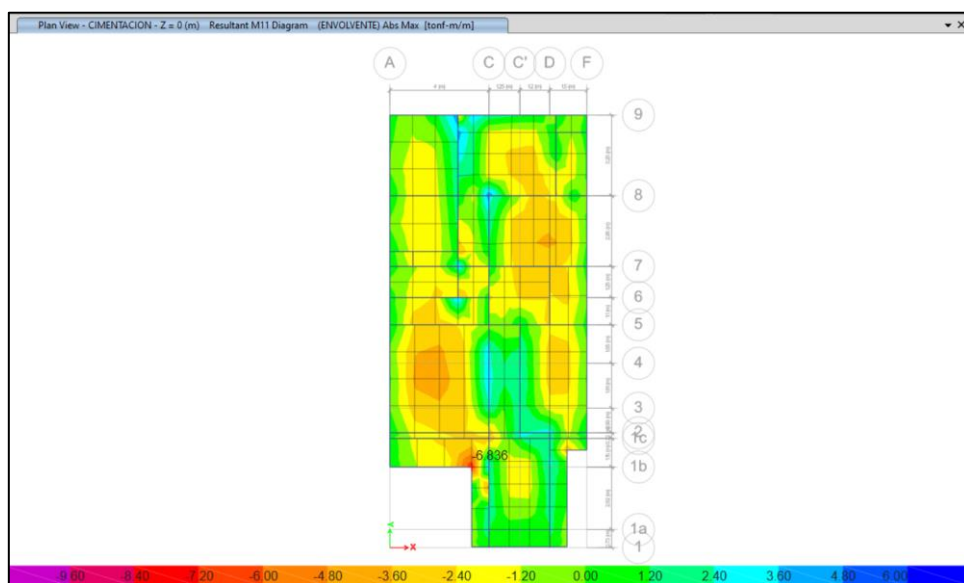 Plan View - CIMENTACION - Z = 0 (m) Resultant M11 Diagram (ENVOLVENTE) Abs Max [tonf-m/m]
A C C' D F
9
8
7
6
5
4
3
2
1c
-6.836
1b
1a
1
X
-9.60 -8.40 -7.20 -6.00 -4.80 -3.60 -2.40 -1.20 0.00 1.20 2.40 3.60 4.80 6.00